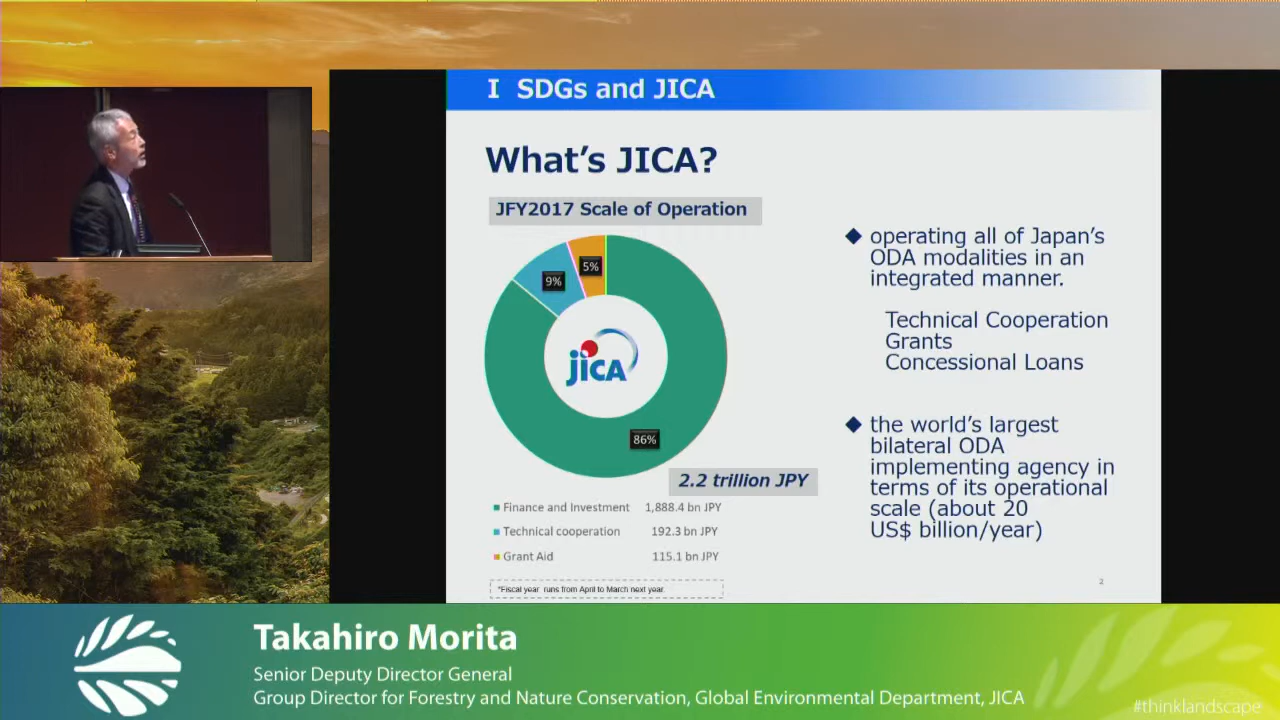 I SDGs and JICA
What's JICA?
JFY2017 Scale of Operation
9%
5%
jiCA
86%
2.2 trillion JPY
Finance and Investment 1,888.4 bn JPY
Technical cooperation 192.3 bn JPY
Grant Aid 115.1 bn JPY
*Fiscal year runs from April to March next year.
◆ operating all of Japan's
ODA modalities in an
integrated manner.
Technical Cooperation
Grants
Concessional Loans
◆ the world's largest
bilateral ODA
implementing agency in
terms of its operational
scale (about 20
US$ billion/year)
2
Takahiro Morita
Senior Deputy Director General
Group Director for Forestry and Nature Conservation, Global Environmental Department, JICA
#thinklandscape